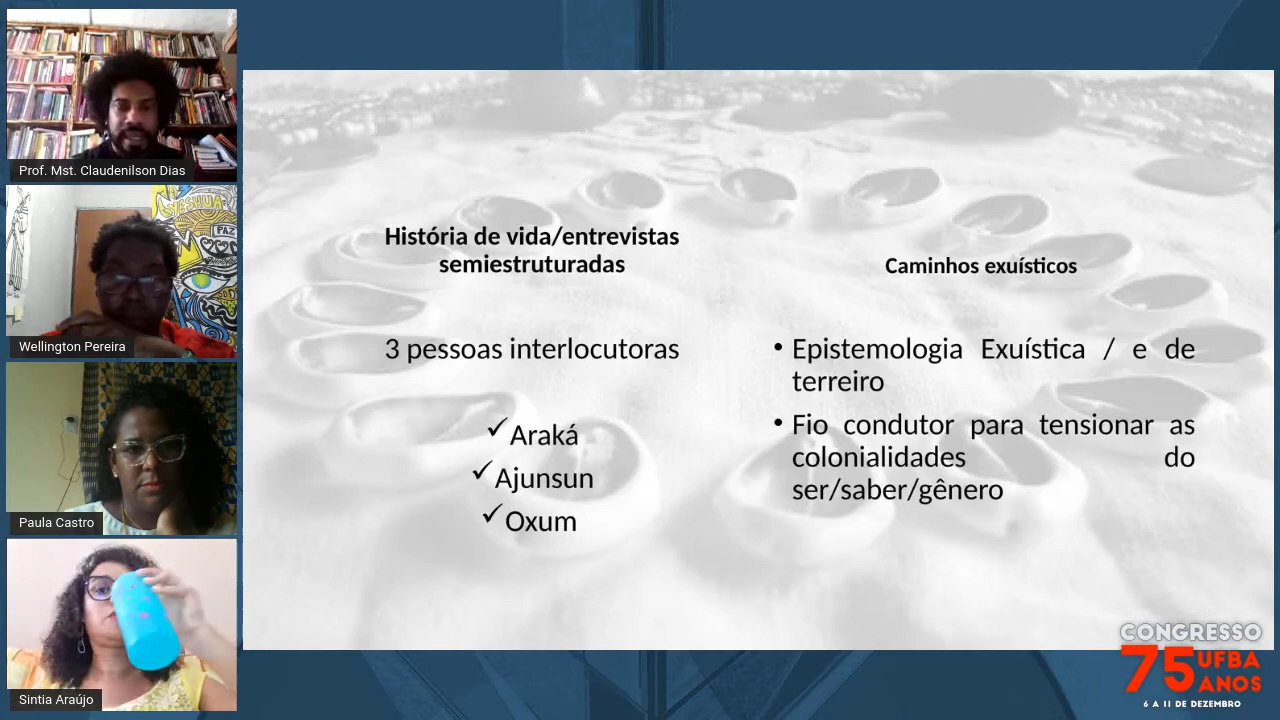 Prof. Mst. Claudenilson Dias
YESHUA
PAZ
Wellington Pereira
Paula Castro
Sintia Araújo
História de vida/entrevistas
semiestruturadas
3 pessoas interlocutoras
✓Araká
✓Ajunsun
✓Oxum
Caminhos exuísticos
• Epistemologia Exuística / e de
terreiro
• Fio condutor para tensionar as
colonialidades do
ser/saber/gênero
CONGRESSO
75 UFBA
ANOS
6 A 11 DE DEZEMBRO